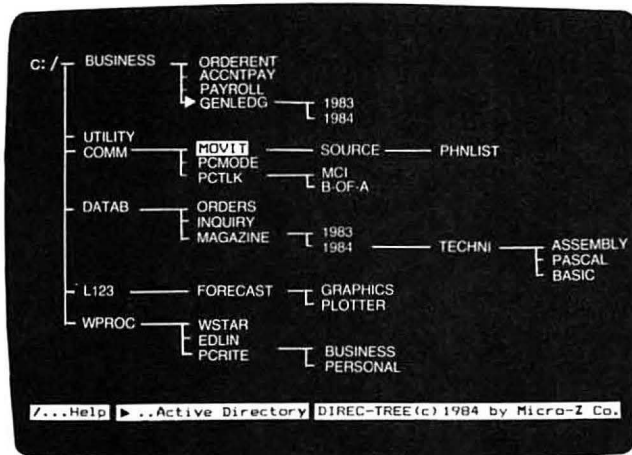 C:/ BUSINESS ORDERENT
ACCNTPAY
PAYROLL
▶ GENLEDG 1983
1984
UTILITY
COMM MOVIT SOURCE PHNLIST
PCMODE
PCTLK MCI
B-OF-A
DATAB ORDERS
INQUIRY
MAGAZINE 1983
1984 TECHNI ASSEMBLY
PASCAL
BASIC
L123 FORECAST GRAPHICS
PLOTTER
WPROC WSTAR
EDLIN
PCRITE BUSINESS
PERSONAL
/...Help ▶ ..Active Directory DIREC-TREE(c) 1984 by Micro-Z Co.